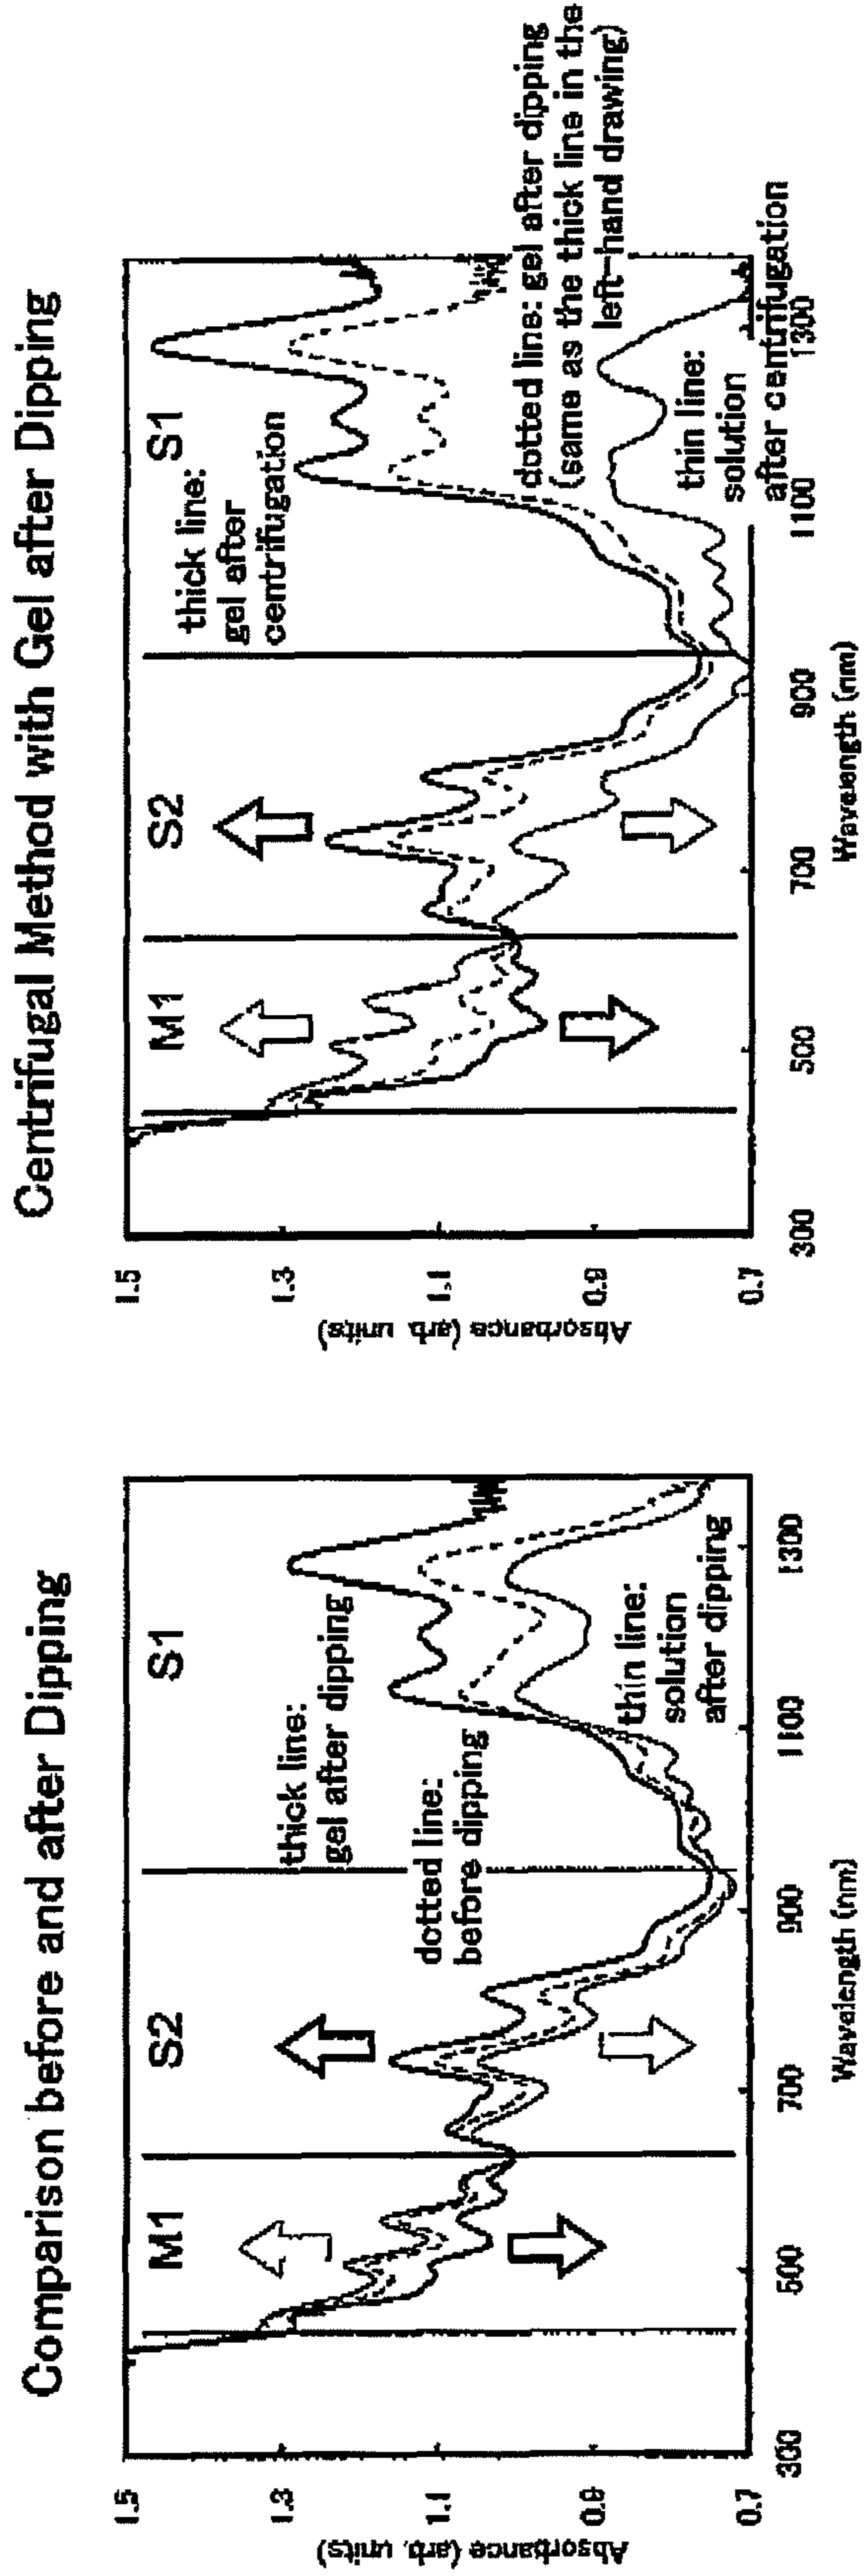 Comparison before and after Dipping
M1
S2
S1
thick line:
gel after dipping
dotted line:
before dipping
thin line:
solution
after dipping
1.5
1.3
1.1
0.9
0.7
Absorbance (arb. units)
300
500
700
900
1100
1300
Wavelength (nm)
Centrifugal Method with Gel after Dipping
M1
S2
S1
thick line:
gel after
centrifugation
dotted line: gel after dipping
(same as the thick line in the
left-hand drawing)
thin line:
solution
after centrifugation
1.5
1.3
1.1
0.9
0.7
Absorbance (arb. units)
300
500
700
900
1100
1300
Wavelength (nm)